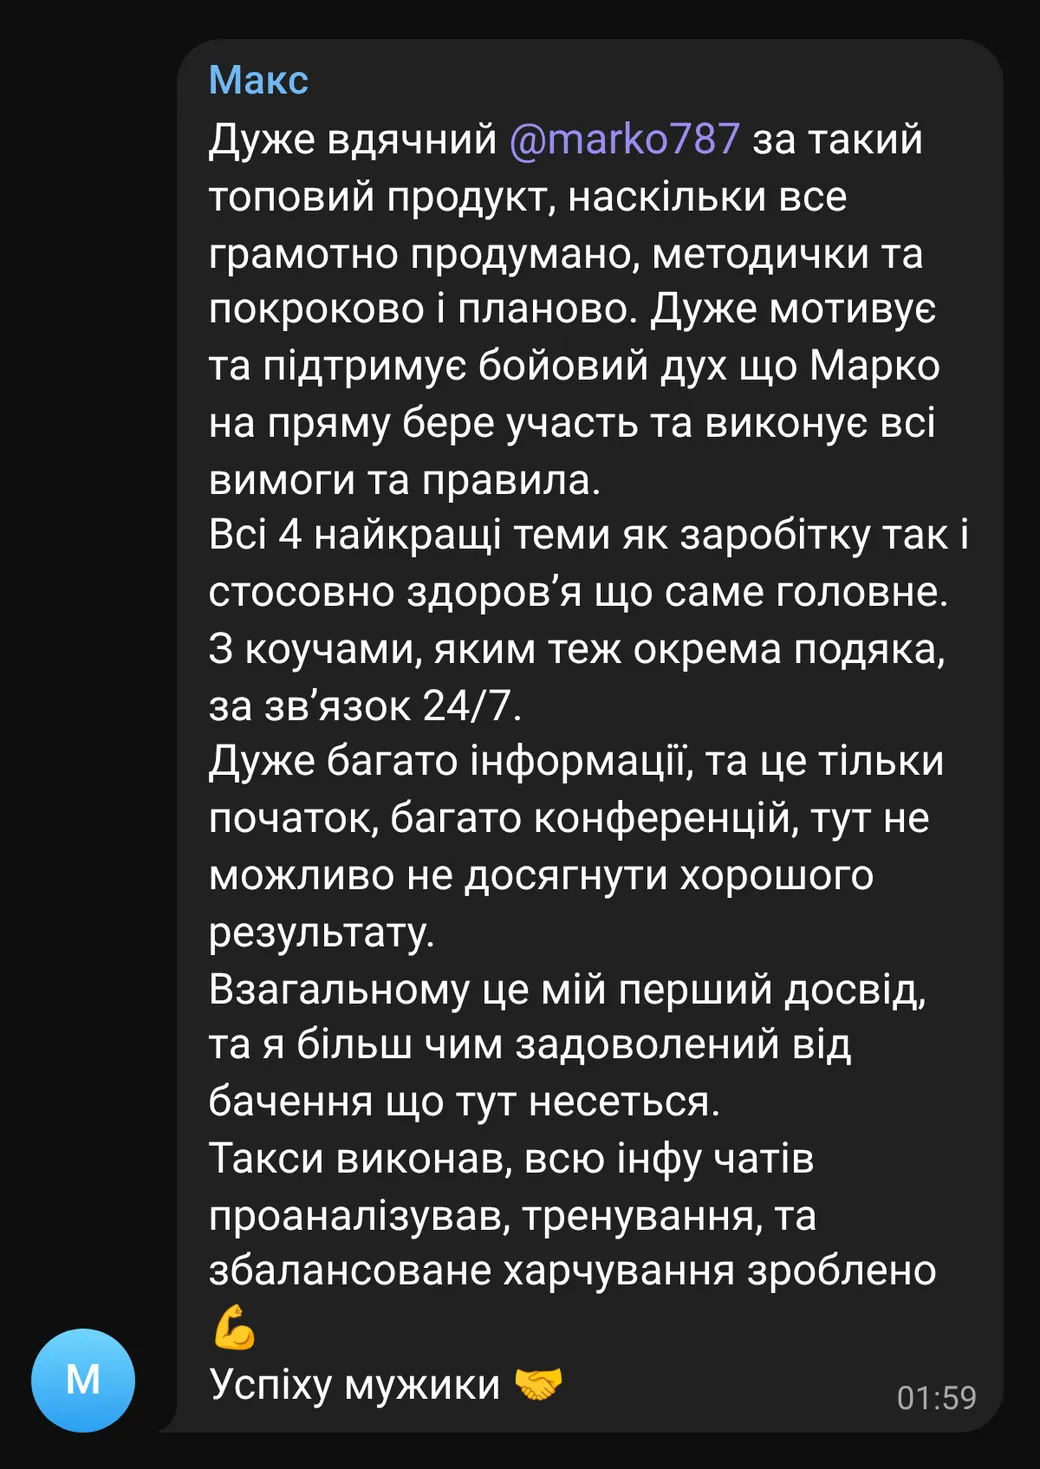 Макс
Дуже вдячний @marko787 за такий
топовий продукт, наскільки все
грамотно продумано, методички та
покроково і планово. Дуже мотивує
та підтримує бойовий дух що Марко
на пряму бере участь та виконує всі
вимоги та правила.
Всі 4 найкращі теми як заробітку так і
стосовно здоров’я що саме головне.
З коучами, яким теж окрема подяка,
за зв’язок 24/7.
Дуже багато інформації, та це тільки
початок, багато конференцій, тут не
можливо не досягнути хорошого
результату.
Взагальному це мій перший досвід,
та я більш чим задоволений від
бачення що тут несеться.
Такси виконав, всю інфу чатів
проаналізував, тренування, та
збалансоване харчування зроблено
💪
Успіху мужики 🤝
01:59
М